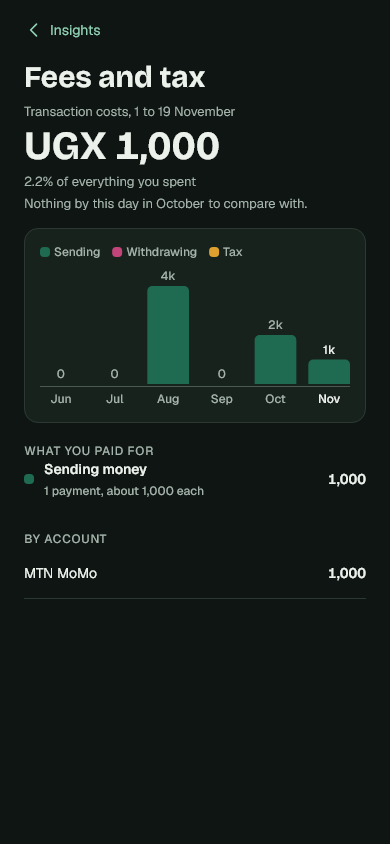 Insights
Fees and tax
Transaction costs, 1 to 19 November
UGX 1,000
2.2% of everything you spent
Nothing by this day in October to compare with.
Sending Withdrawing Tax
0 0 4k 0 2k 1k
Jun Jul Aug Sep Oct Nov
WHAT YOU PAID FOR
Sending money 1,000
1 payment, about 1,000 each
BY ACCOUNT
MTN MoMo 1,000